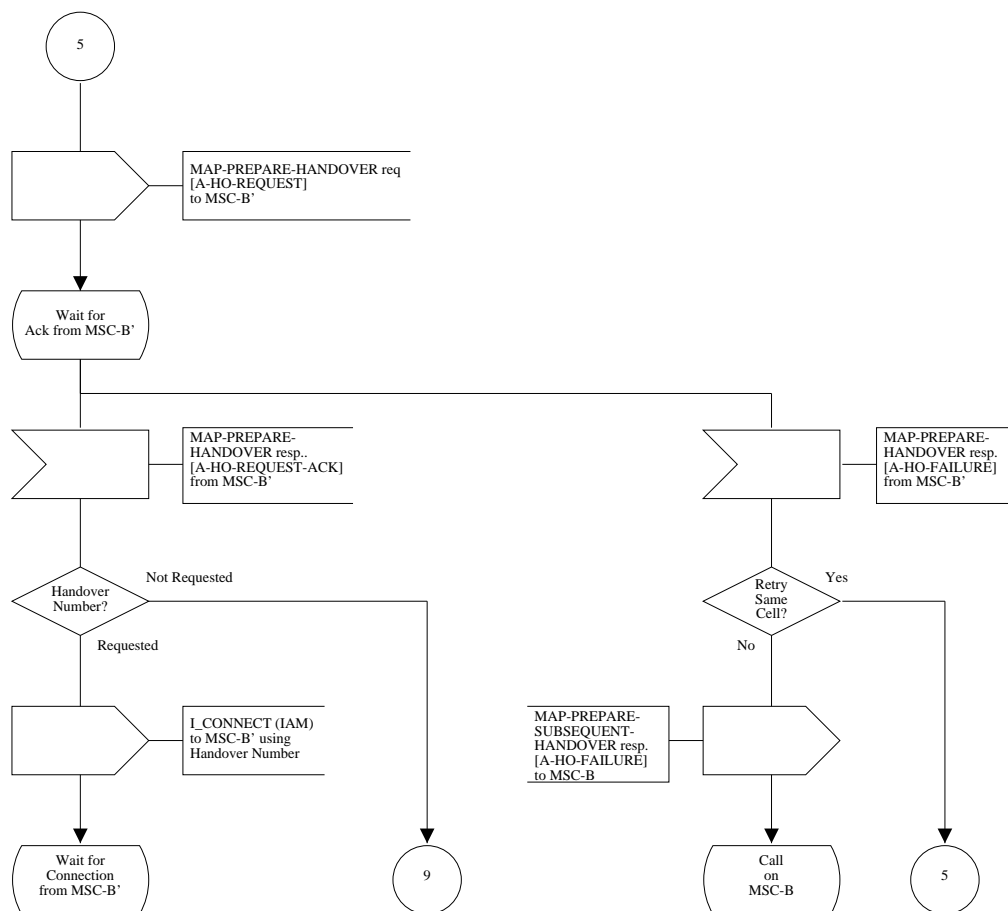 5
MAP-PREPARE-HANDOVER req
[A-HO-REQUEST]
to MSC-B’
Wait for
Ack from MSC-B’
MAP-PREPARE-
HANDOVER resp..
[A-HO-REQUEST-ACK]
from MSC-B’
MAP-PREPARE-
HANDOVER resp.
[A-HO-FAILURE]
from MSC-B’
Handover
Number?
Not Requested
Requested
Retry
Same
Cell?
Yes
No
I_CONNECT (IAM)
to MSC-B’ using
Handover Number
MAP-PREPARE-
SUBSEQUENT-
HANDOVER resp.
[A-HO-FAILURE]
to MSC-B
Wait for
Connection
from MSC-B’
9
Call
on
MSC-B
5